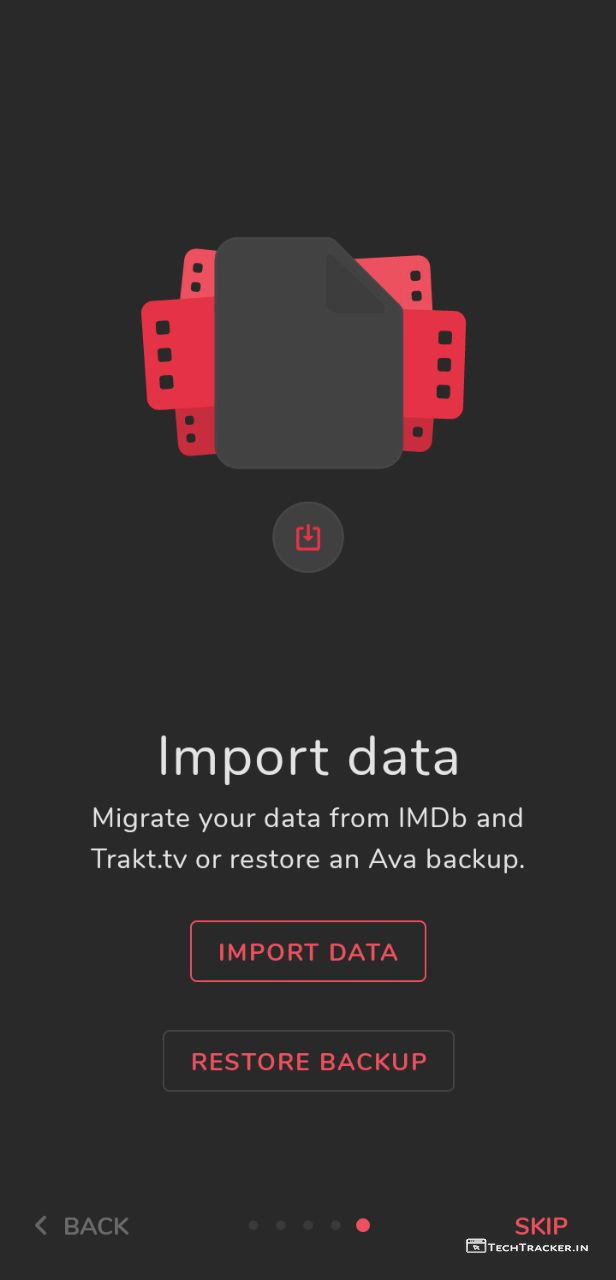 Import data
Migrate your data from IMDb and
Trakt.tv or restore an Ava backup.
IMPORT DATA
RESTORE BACKUP
BACK
SKIP
TECHTRACKER.IN